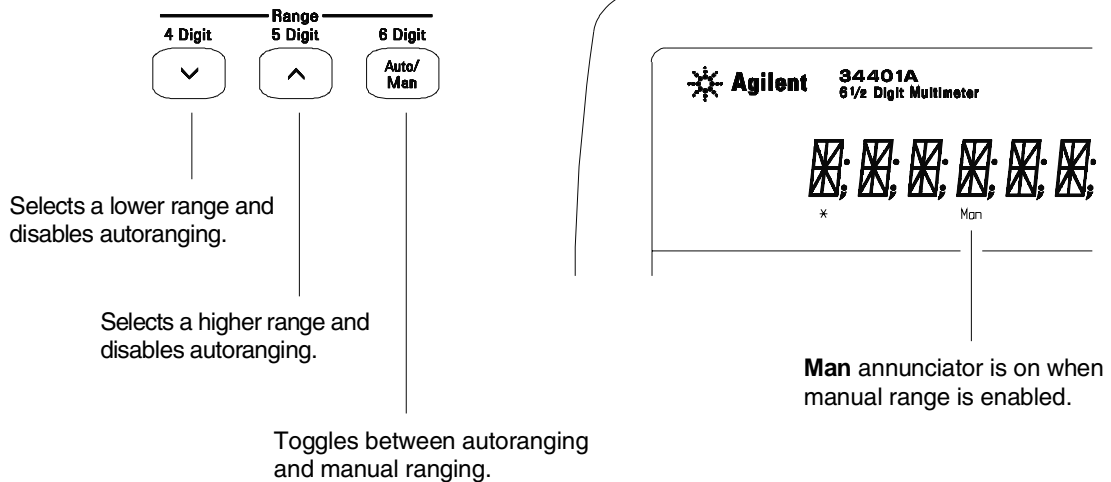 Range
4 Digit 5 Digit 6 Digit
Auto/
Man
Selects a lower range and
disables autoranging.
Selects a higher range and
disables autoranging.
Toggles between autoranging
and manual ranging.
Agilent
34401A
6½ Digit Multimeter
*
Man
Man annunciator is on when
manual range is enabled.